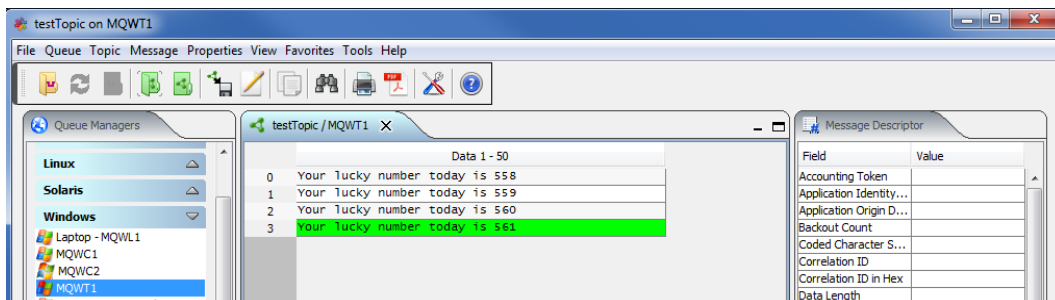 testTopic on MQWT1
File Queue Topic Message Properties View Favorites Tools Help
Queue Managers
Linux
Solaris
Windows
Laptop - MQWL1
MQWC1
MQWC2
MQWT1
testTopic / MQWT1
Data 1 - 50
0 Your lucky number today is 558
1 Your lucky number today is 559
2 Your lucky number today is 560
3 Your lucky number today is 561
Message Descriptor
Field Value
Accounting Token
Application Identity...
Application Origin D...
Backout Count
Coded Character S...
Correlation ID
Correlation ID in Hex
Data Length